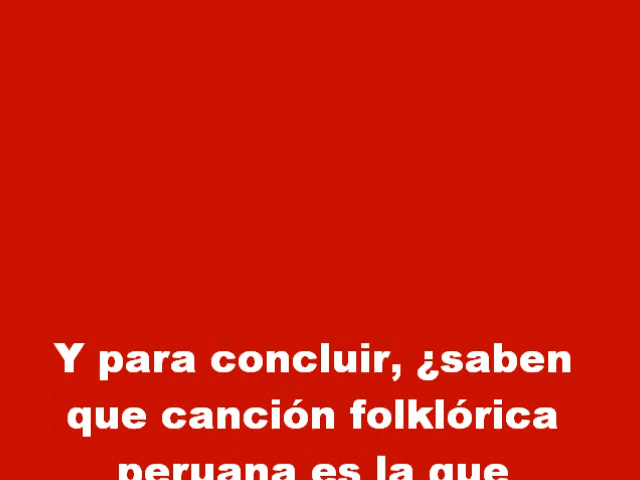 Y para concluir, ¿saben
que canción folklórica
peruana es la que